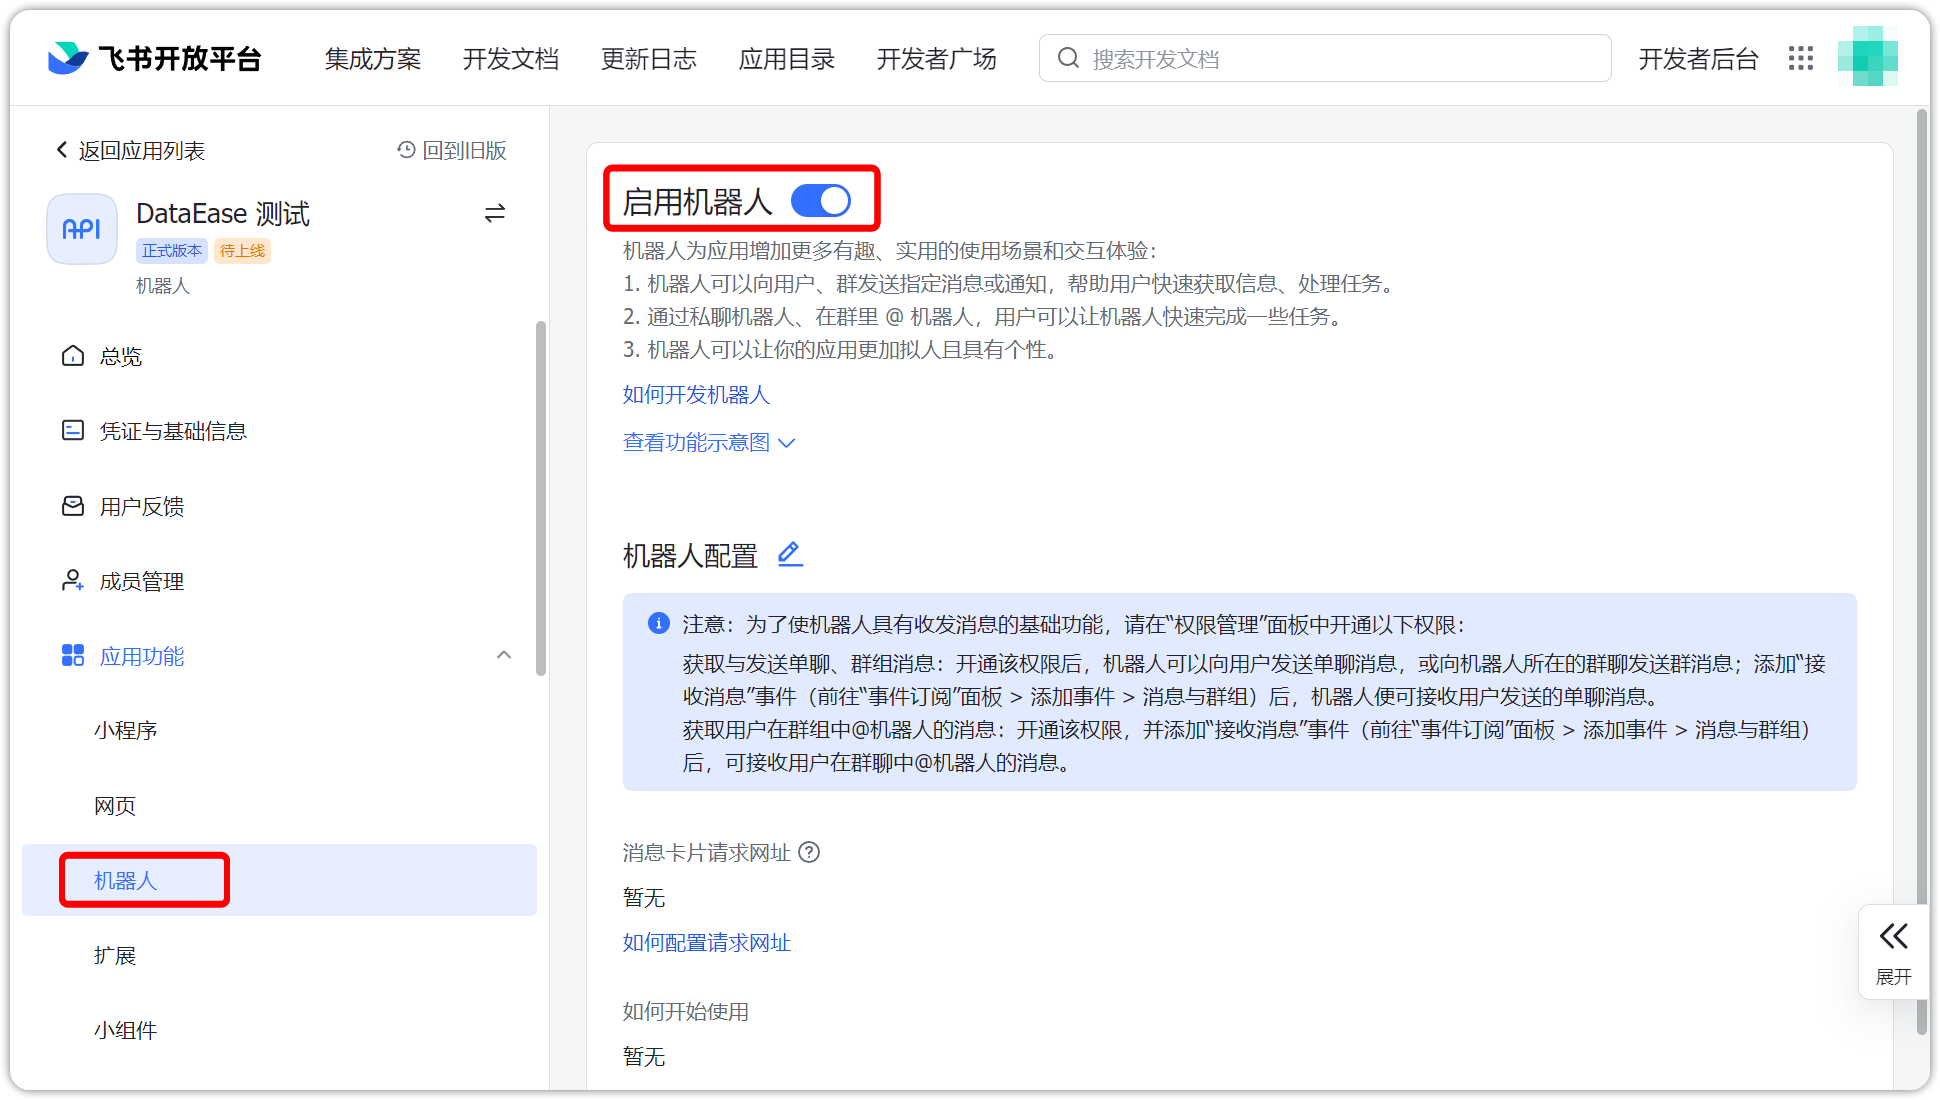 飞书开放平台
集成方案
开发文档
更新日志
应用目录
开发者广场
搜索开发文档
开发者后台
返回应用列表
回到旧版
API
DataEase 测试
正式版本
待上线
机器人
总览
凭证与基础信息
用户反馈
成员管理
应用功能
小程序
网页
机器人
扩展
小组件
启用机器人
机器人为应用增加更多有趣、实用的使用场景和交互体验：
1. 机器人可以向用户、群发送指定消息或通知，帮助用户快速获取信息、处理任务。
2. 通过私聊机器人、在群里 @ 机器人，用户可以让机器人快速完成一些任务。
3. 机器人可以让你的应用更加拟人且具有个性。
如何开发机器人
查看功能示意图
机器人配置
注意：为了使机器人具有收发消息的基础功能，请在“权限管理”面板中开通以下权限：
获取与发送单聊、群组消息：开通该权限后，机器人可以向用户发送单聊消息，或向机器人所在的群聊发送群消息；添加“接
收消息”事件（前往“事件订阅”面板 > 添加事件 > 消息与群组）后，机器人便可接收用户发送的单聊消息。
获取用户在群组中@机器人的消息：开通该权限，并添加“接收消息”事件（前往“事件订阅”面板 > 添加事件 > 消息与群组）
后，可接收用户在群聊中@机器人的消息。
消息卡片请求网址
暂无
如何配置请求网址
如何开始使用
暂无
展开